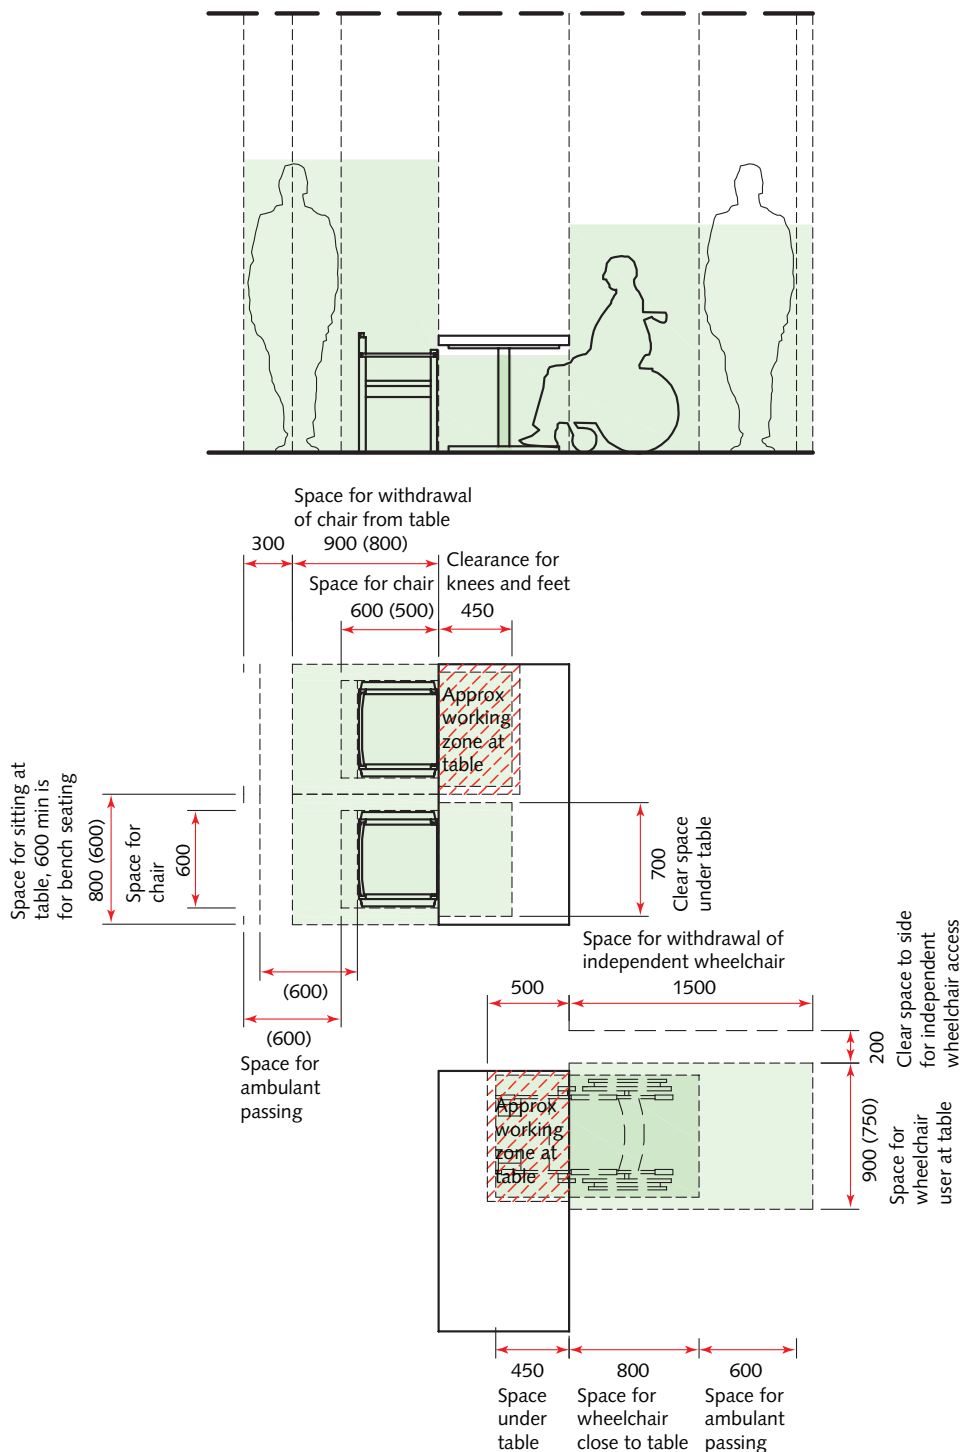 Space for withdrawal
of chair from table
300
900 (800)
Clearance for
knees and feet
Space for chair
600 (500)
450
Approx
working
zone at
table
Space for sitting at
table, 600 min is
for bench seating
800 (600)
Space for
chair
600
700
Clear space
under table
(600)
(600)
Space for
ambulant
passing
Space for withdrawal of
independent wheelchair
500
1500
200
Clear space to side
for independent
wheelchair access
Approx
working
zone at
table
900 (750)
Space for
wheelchair
user at table
450
Space
under
table
800
Space for
wheelchair
close to table
600
Space for
ambulant
passing